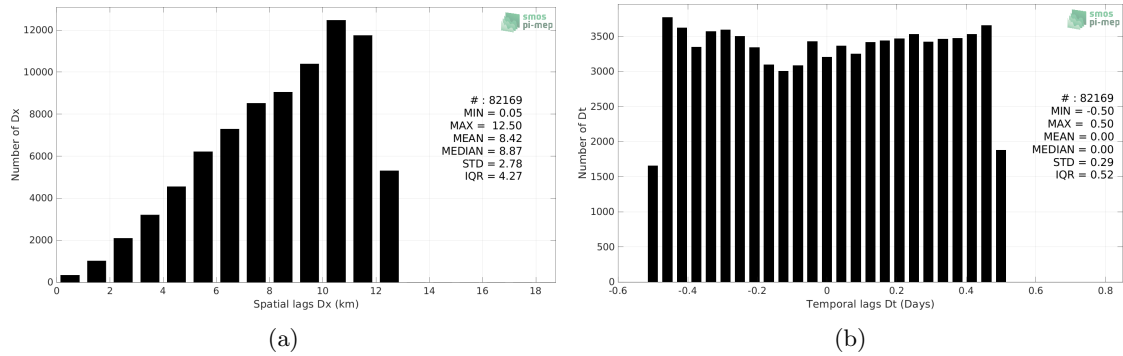 12000
10000
8000
6000
4000
2000
0
Number of Dx
0 2 4 6 8 10 12 14 16 18
Spatial lags Dx (km)
smos
pi-mep
# : 82169
MIN = 0.05
MAX = 12.50
MEAN = 8.42
MEDIAN = 8.87
STD = 2.78
IQR = 4.27
(a)
3500
3000
2500
2000
1500
1000
500
0
Number of Dt
-0.6 -0.4 -0.2 0 0.2 0.4 0.6 0.8
Temporal lags Dt (Days)
smos
pi-mep
# : 82169
MIN = -0.50
MAX = 0.50
MEAN = 0.00
MEDIAN = 0.00
STD = 0.29
IQR = 0.52
(b)